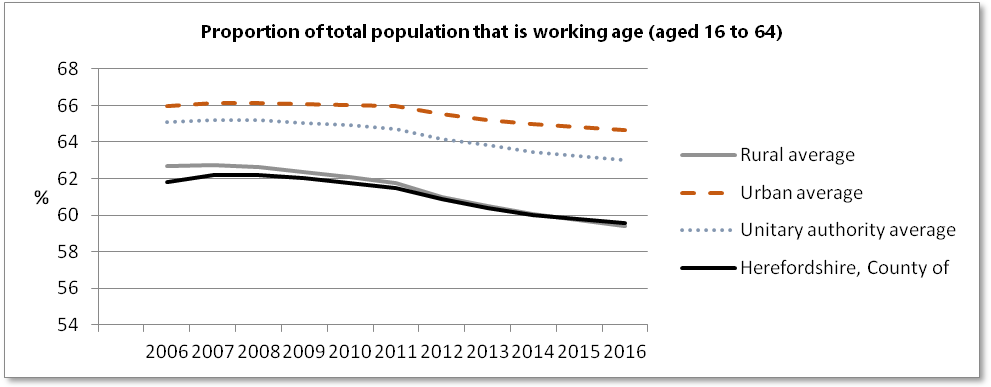 Proportion of total population that is working age (aged 16 to 64)
68
66
64
62
60
58
56
54
%
2006 2007 2008 2009 2010 2011 2012 2013 2014 2015 2016
Rural average
Urban average
Unitary authority average
Herefordshire, County of